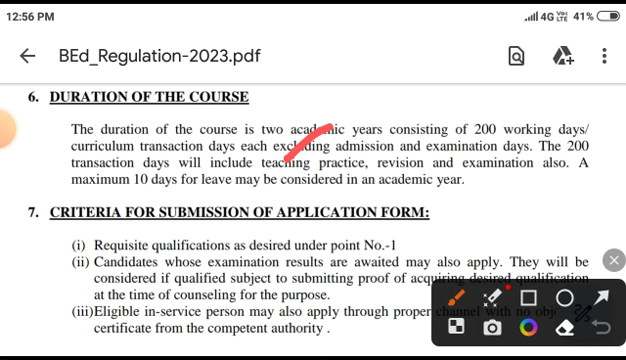 12:56 PM
4G Vo LTE 41%
BEd_Regulation-2023.pdf
6. DURATION OF THE COURSE
The duration of the course is two academic years consisting of 200 working days/
curriculum transaction days each excluding admission and examination days. The 200
transaction days will include teaching practice, revision and examination also. A
maximum 10 days for leave may be considered in an academic year.
7. CRITERIA FOR SUBMISSION OF APPLICATION FORM:
(i) Requisite qualifications as desired under point No.-1
(ii) Candidates whose examination results are awaited may also apply. They will be
considered if qualified subject to submitting proof of acquiring desired qualification
at the time of counseling for the purpose.
(iii)Eligible in-service person may also apply through proper channel with no
certificate from the competent authority .